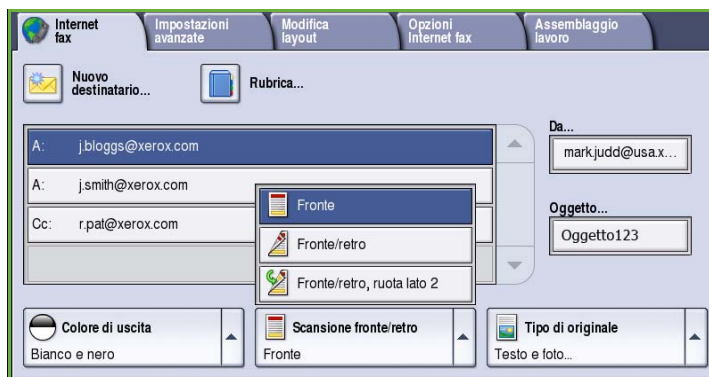 Internet
fax
Impostazioni
avanzate
Modifica
layout
Opzioni
Internet fax
Assemblaggio
lavoro
Nuovo
destinatario...
Rubrica...
A: j.bloggs@xerox.com
A: j.smith@xerox.com
Cc: r.pat@xerox.com
Da...
mark.judd@usa.x...
Oggetto...
Oggetto123
Fronte
Fronte/retro
Fronte/retro, ruota lato 2
Colore di uscita
Bianco e nero
Scansione fronte/retro
Fronte
Tipo di originale
Testo e foto...